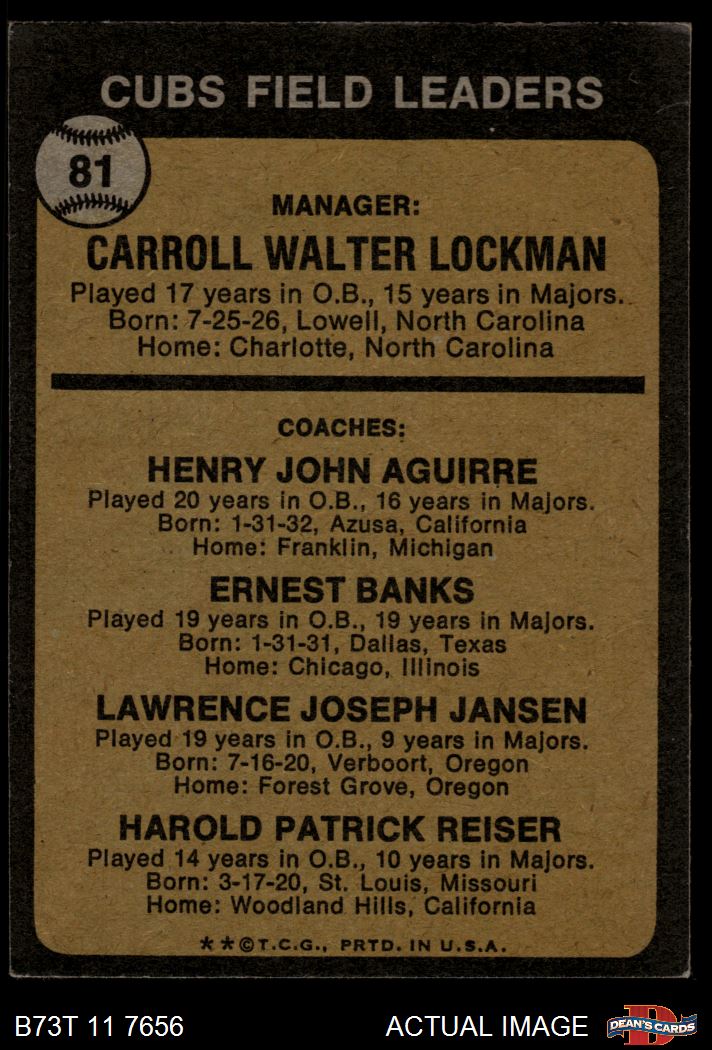 CUBS FIELD LEADERS
81
MANAGER:
CARROLL WALTER LOCKMAN
Played 17 years in O.B., 15 years in Majors.
Born: 7-25-26, Lowell, North Carolina
Home: Charlotte, North Carolina
COACHES:
HENRY JOHN AGUIRRE
Played 20 years in O.B., 16 years in Majors.
Born: 1-31-32, Azusa, California
Home: Franklin, Michigan
ERNEST BANKS
Played 19 years in O.B., 19 years in Majors.
Born: 1-31-31, Dallas, Texas
Home: Chicago, Illinois
LAWRENCE JOSEPH JANSEN
Played 19 years in O.B., 9 years in Majors.
Born: 7-16-20, Verboort, Oregon
Home: Forest Grove, Oregon
HAROLD PATRICK REISER
Played 14 years in O.B., 10 years in Majors.
Born: 3-17-20, St. Louis, Missouri
Home: Woodland Hills, California
**©T.C.G., PRTD. IN U.S.A.
B73T 11 7656 ACTUAL IMAGE
D
DEAN'S CARDS